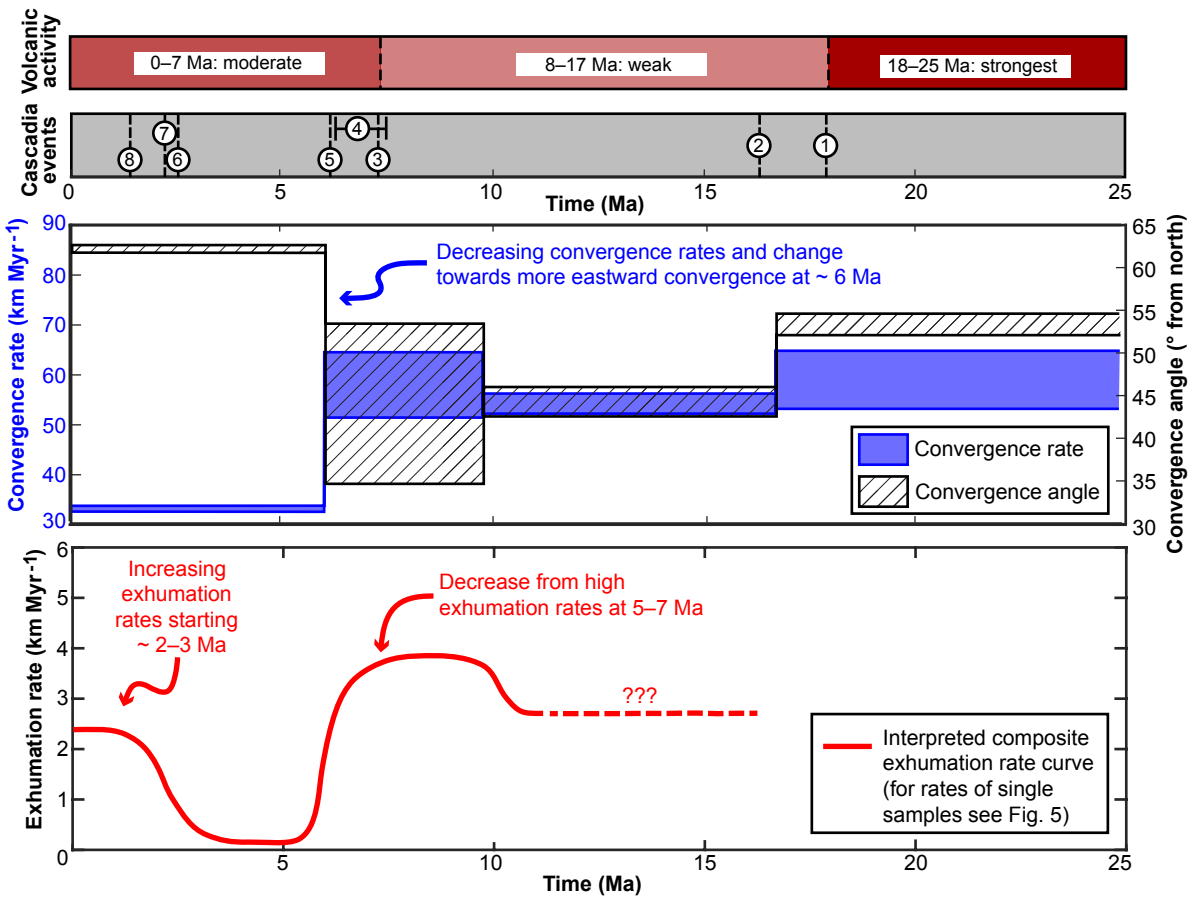 Volcanic
activity
0–7 Ma: moderate
8–17 Ma: weak
18–25 Ma: strongest
Cascadia
events
8
7
6
5
4
3
2
1
0
5
10
15
20
25
Time (Ma)
Convergence rate (km Myr⁻¹)
90
80
70
60
50
40
30
Decreasing convergence rates and change
towards more eastward convergence at ~ 6 Ma
Convergence rate
Convergence angle
65
60
55
50
45
40
35
30
Convergence angle (° from north)
Exhumation rate (km Myr⁻¹)
6
5
4
3
2
1
0
Increasing
exhumation
rates starting
~ 2–3 Ma
Decrease from high
exhumation rates at 5–7 Ma
???
Interpreted composite
exhumation rate curve
(for rates of single
samples see Fig. 5)
5
10
15
20
25
Time (Ma)